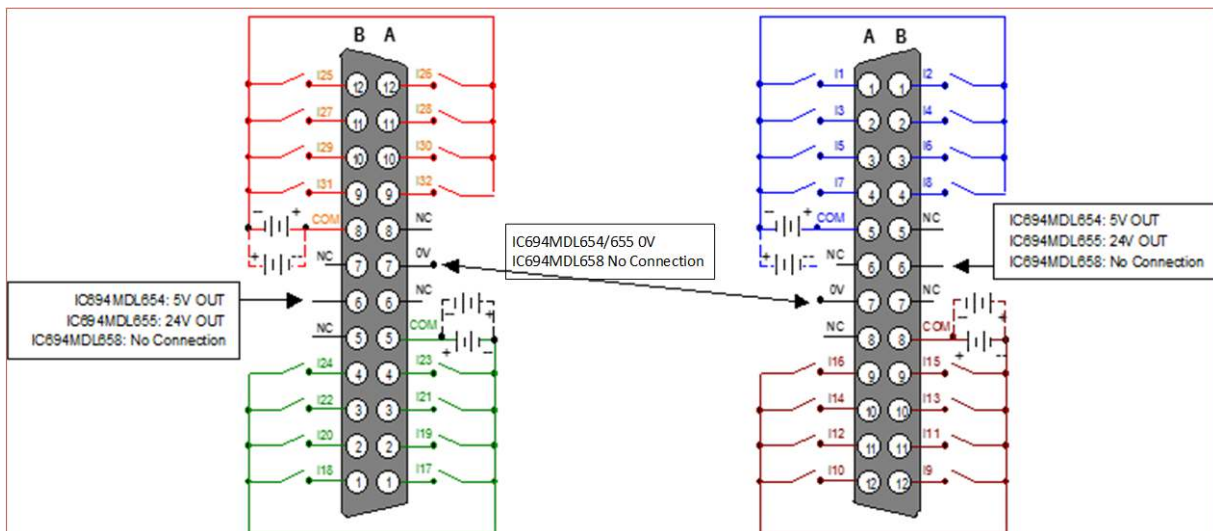 B A
I25 12 12 I26
I27 11 11 I28
I29 10 10 I30
I31 9 9 I32
- + COM 8 8 NC
+ -- NC 7 7 0V
6 6 NC
NC 5 5 COM - +
+ -
I24 4 4 I23
I22 3 3 I21
I20 2 2 I19
I18 1 1 I17
IC694MDL654: 5V OUT
IC694MDL655: 24V OUT
IC694MDL658: No Connection
IC694MDL654/655 0V
IC694MDL658 No Connection
A B
I1 1 1 I2
I3 2 2 I4
I5 3 3 I6
I7 4 4 I8
- + COM 5 5 NC
+ -- NC 6 6
0V 7 7 NC
NC 8 8 COM - +
+ --
I16 9 9 I15
I14 10 10 I13
I12 11 11 I11
I10 12 12 I9
IC694MDL654: 5V OUT
IC694MDL655: 24V OUT
IC694MDL658: No Connection